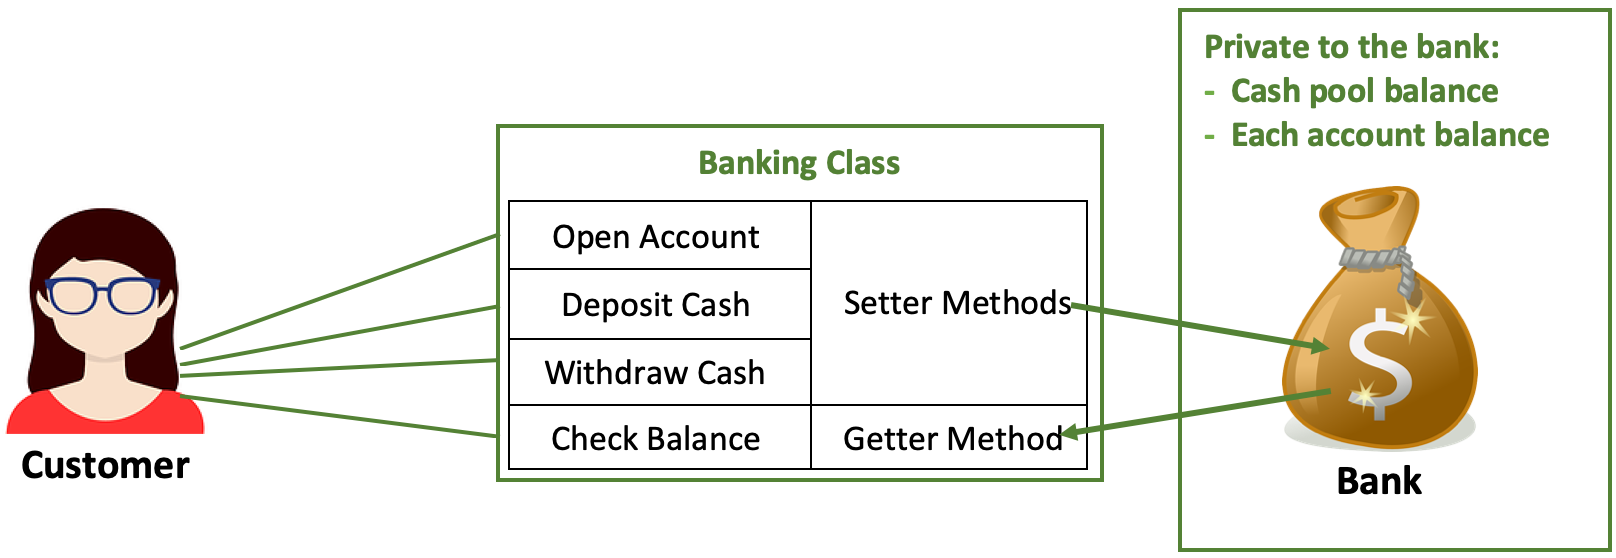 Private to the bank:
- Cash pool balance
- Each account balance
Banking Class
Open Account
Deposit Cash
Setter Methods
Withdraw Cash
Check Balance
Getter Method
Customer
Bank
$